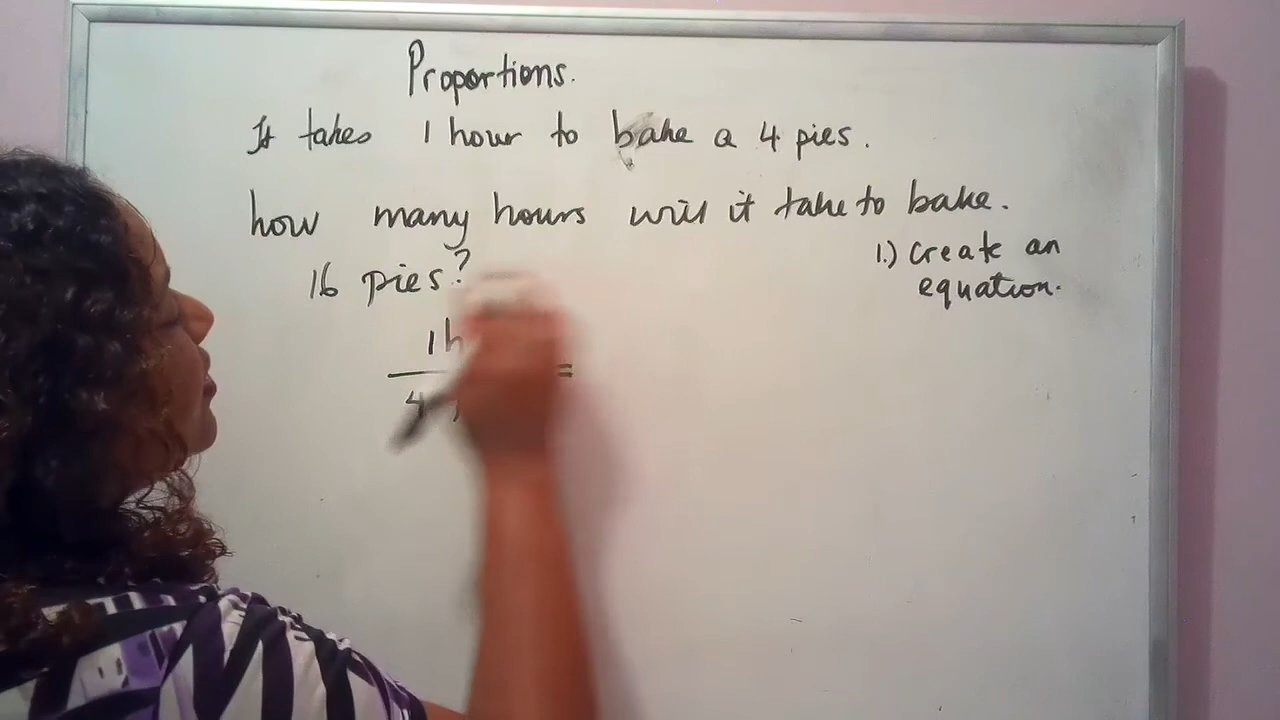 Proportions.
It takes 1 hour to bake a 4 pies.
how many hours will it take to bake.
16 pies?
1.) Create an
equation.
1h
=
4